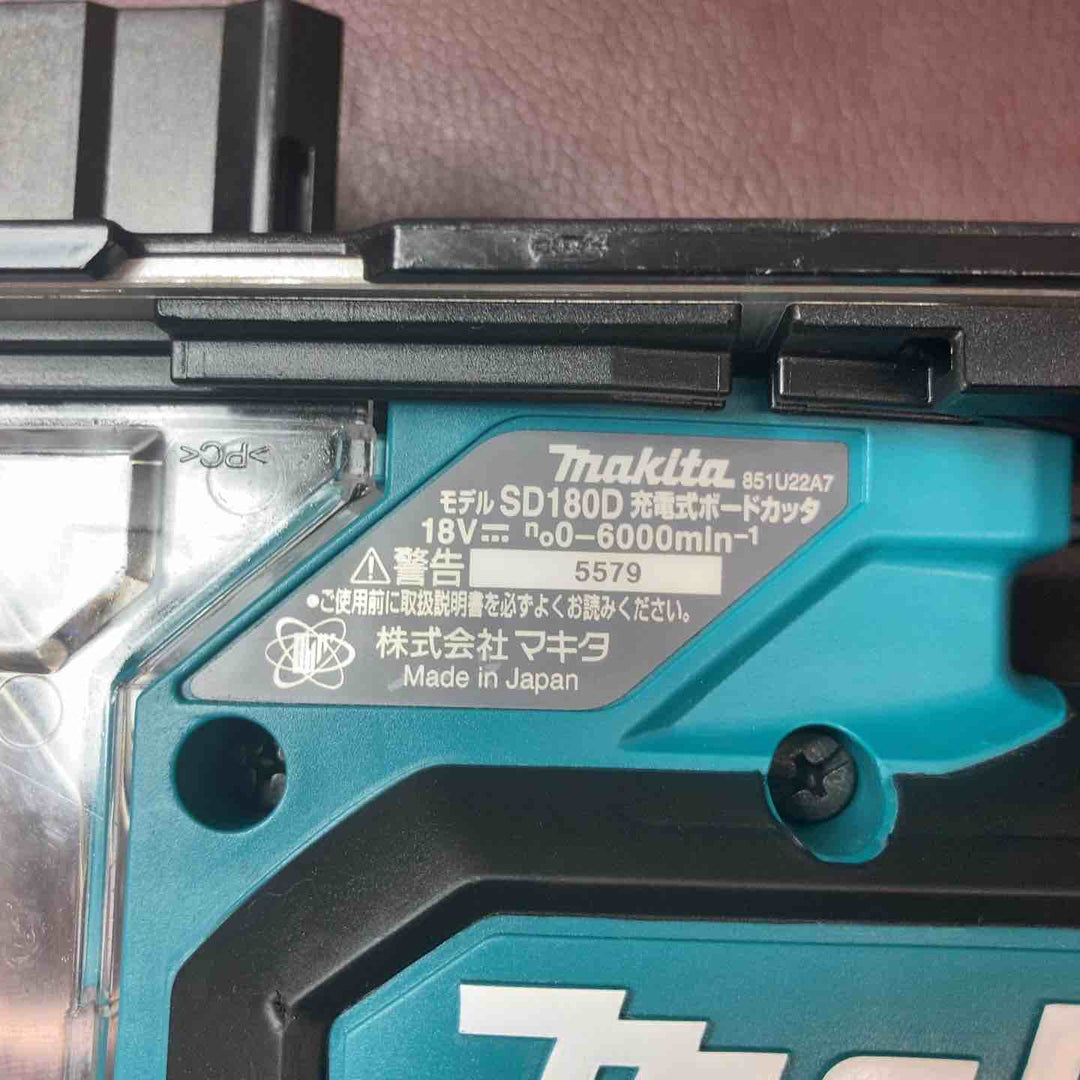 >PC<
makita 851U22A7
モデル SD180D 充電式ボードカッタ
18V⎓ n₀0-6000min⁻¹
警告 5579
●ご使用前に取扱説明書を必ずよくお読みください。
株式会社 マキタ
Made in Japan